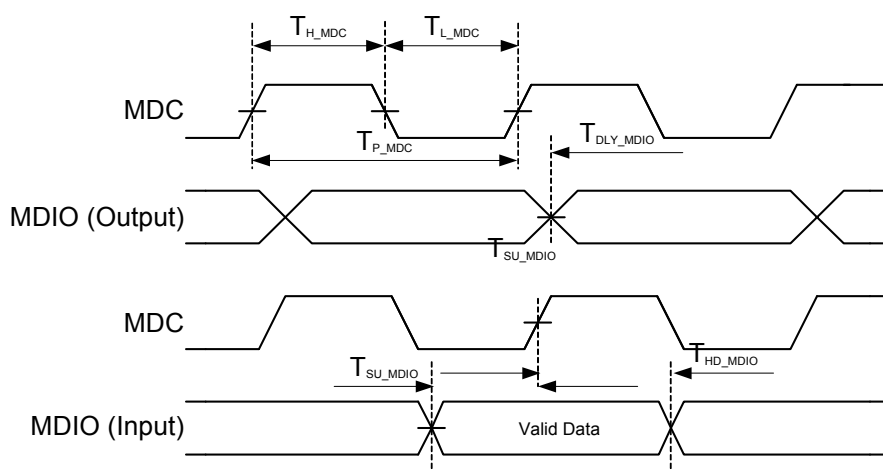 T_H_MDC T_L_MDC
MDC
T_P_MDC
T_DLY_MDIO
MDIO (Output)
T_SU_MDIO
MDC
T_SU_MDIO
T_HD_MDIO
MDIO (Input)
Valid Data